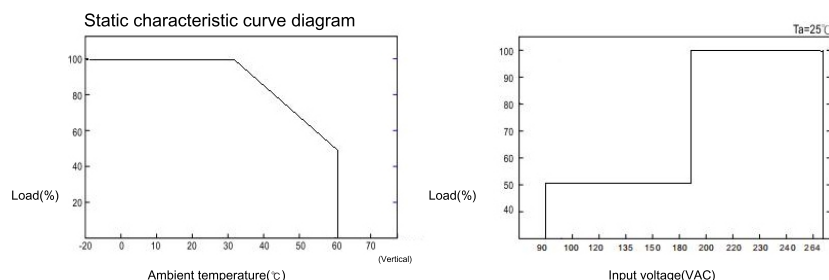 Static characteristic curve diagram
100
80
60
40
20
Load(%)
-20 0 10 20 30 40 50 60 70
(Vertical)
Ambient temperature(℃)
Ta=25℃
100
90
80
70
60
50
40
Load(%)
90 100 120 135 150 180 200 220 230 240 264
Input voltage(VAC)